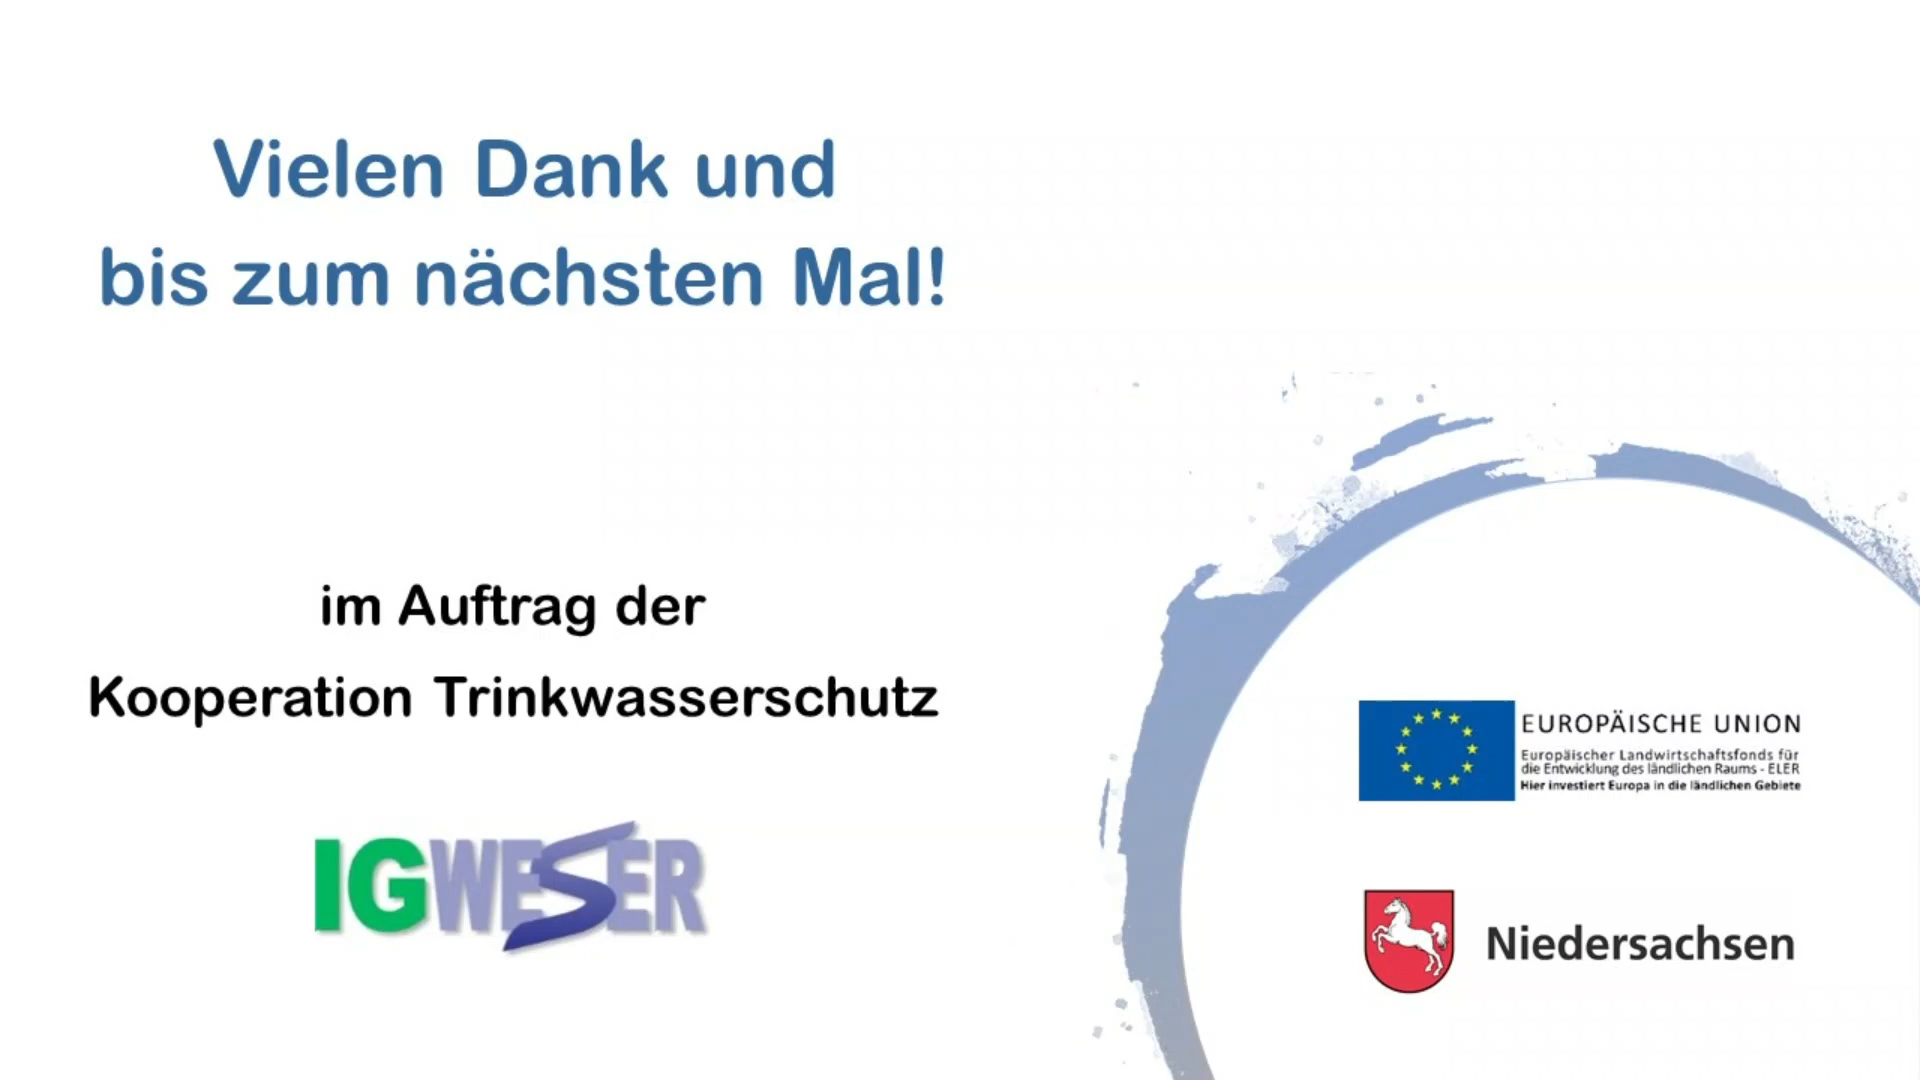 Vielen Dank und
bis zum nächsten Mal!
im Auftrag der
Kooperation Trinkwasserschutz
IGWESER
EUROPÄISCHE UNION
Europäischer Landwirtschaftsfonds für
die Entwicklung des ländlichen Raums - ELER
Hier investiert Europa in die ländlichen Gebiete
Niedersachsen